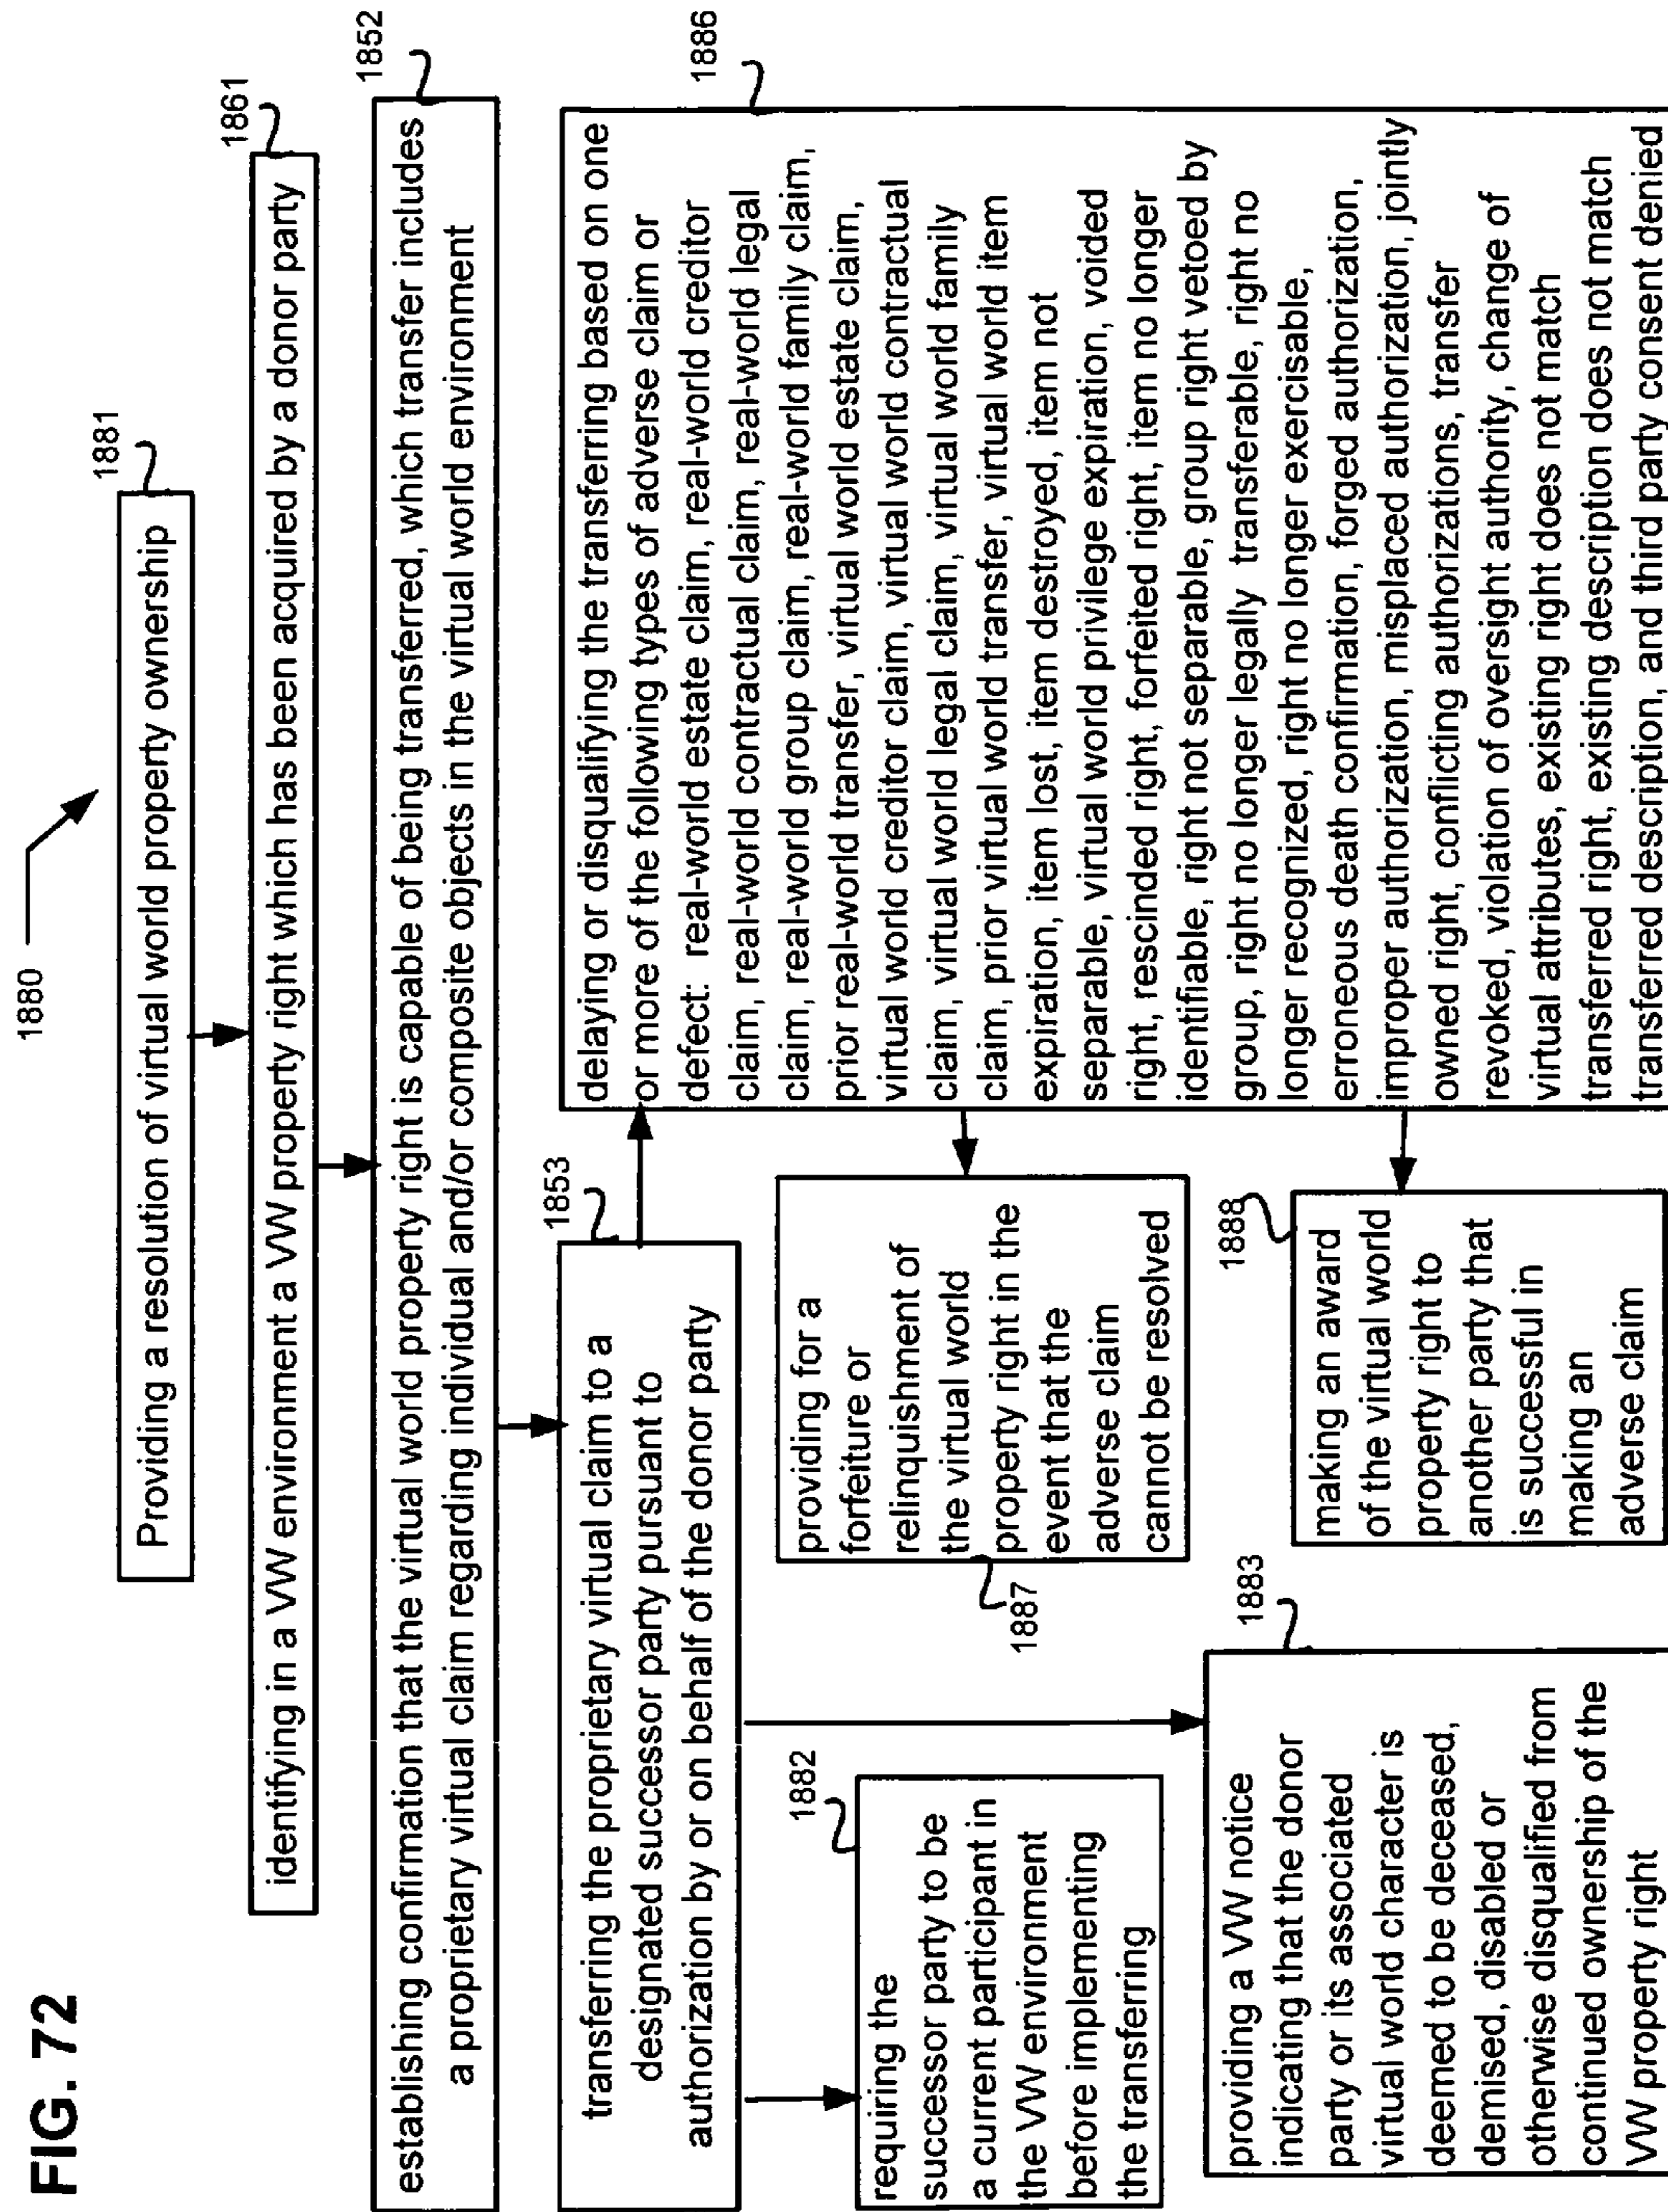 FIG. 72
1880
1881
Providing a resolution of virtual world property ownership
1861
identifying in a VW environment a VW property right which has been acquired by a donor party
1852
establishing confirmation that the virtual world property right is capable of being transferred, which transfer includes
a proprietary virtual claim regarding individual and/or composite objects in the virtual world environment
1853
transferring the proprietary virtual claim to a
designated successor party pursuant to
authorization by or on behalf of the donor party
1886
delaying or disqualifying the transferring based on one
or more of the following types of adverse claim or
defect: real-world estate claim, real-world creditor
claim, real-world contractual claim, real-world legal
claim, real-world group claim, real-world family claim,
prior real-world transfer, virtual world estate claim,
virtual world creditor claim, virtual world contractual
claim, virtual world legal claim, virtual world family
claim, prior virtual world transfer, virtual world item
expiration, item lost, item destroyed, item not
separable, virtual world privilege expiration, voided
right, rescinded right, forfeited right, item no longer
identifiable, right not separable, group right vetoed by
group, right no longer legally transferable, right no
longer recognized, right no longer exercisable,
erroneous death confirmation, forged authorization,
improper authorization, misplaced authorization, jointly
owned right, conflicting authorizations, transfer
revoked, violation of oversight authority, change of
virtual attributes, existing right does not match
transferred right, existing description does not match
transferred description, and third party consent denied
1882
requiring the
successor party to be
a current participant in
the VW environment
before implementing
the transferring
1883
providing a VW notice
indicating that the donor
party or its associated
virtual world character is
deemed to be deceased,
demised, disabled or
otherwise disqualified from
continued ownership of the
VW property right
1887
providing for a
forfeiture or
relinquishment of
the virtual world
property right in the
event that the
adverse claim
cannot be resolved
1888
making an award
of the virtual world
property right to
another party that
is successful in
making an
adverse claim